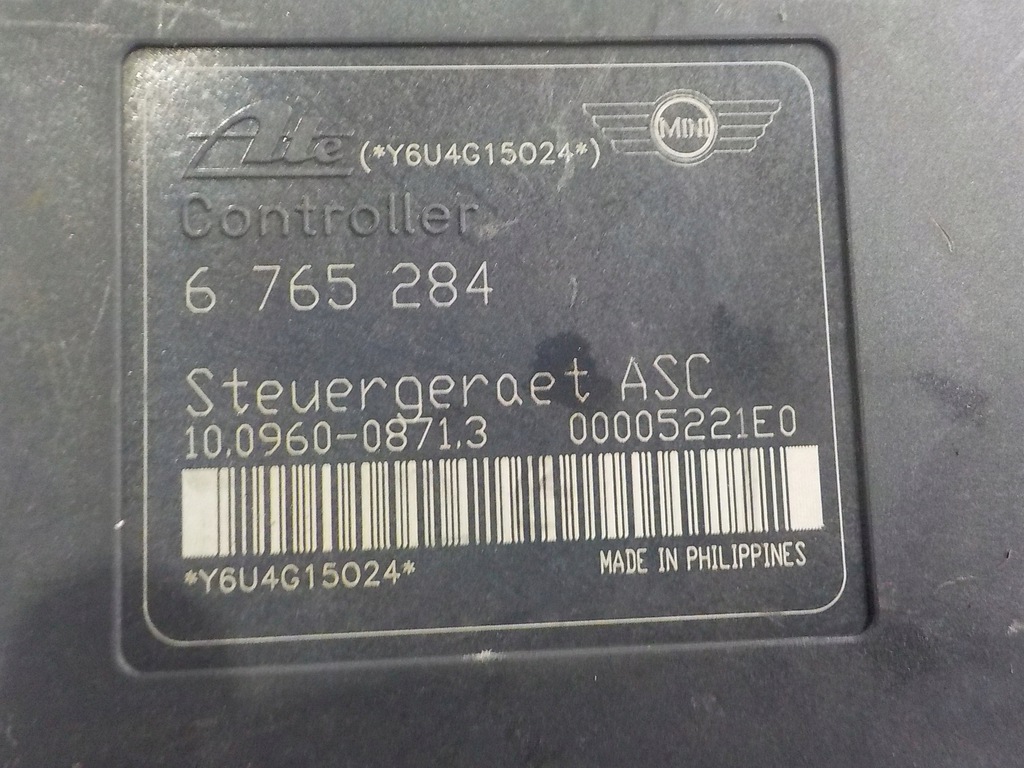 Ate (*Y6U4G15024*) MINI
Controller
6 765 284
Steuergeraet ASC
10.0960-0871.3 00005221E0
*Y6U4G15024*
MADE IN PHILIPPINES